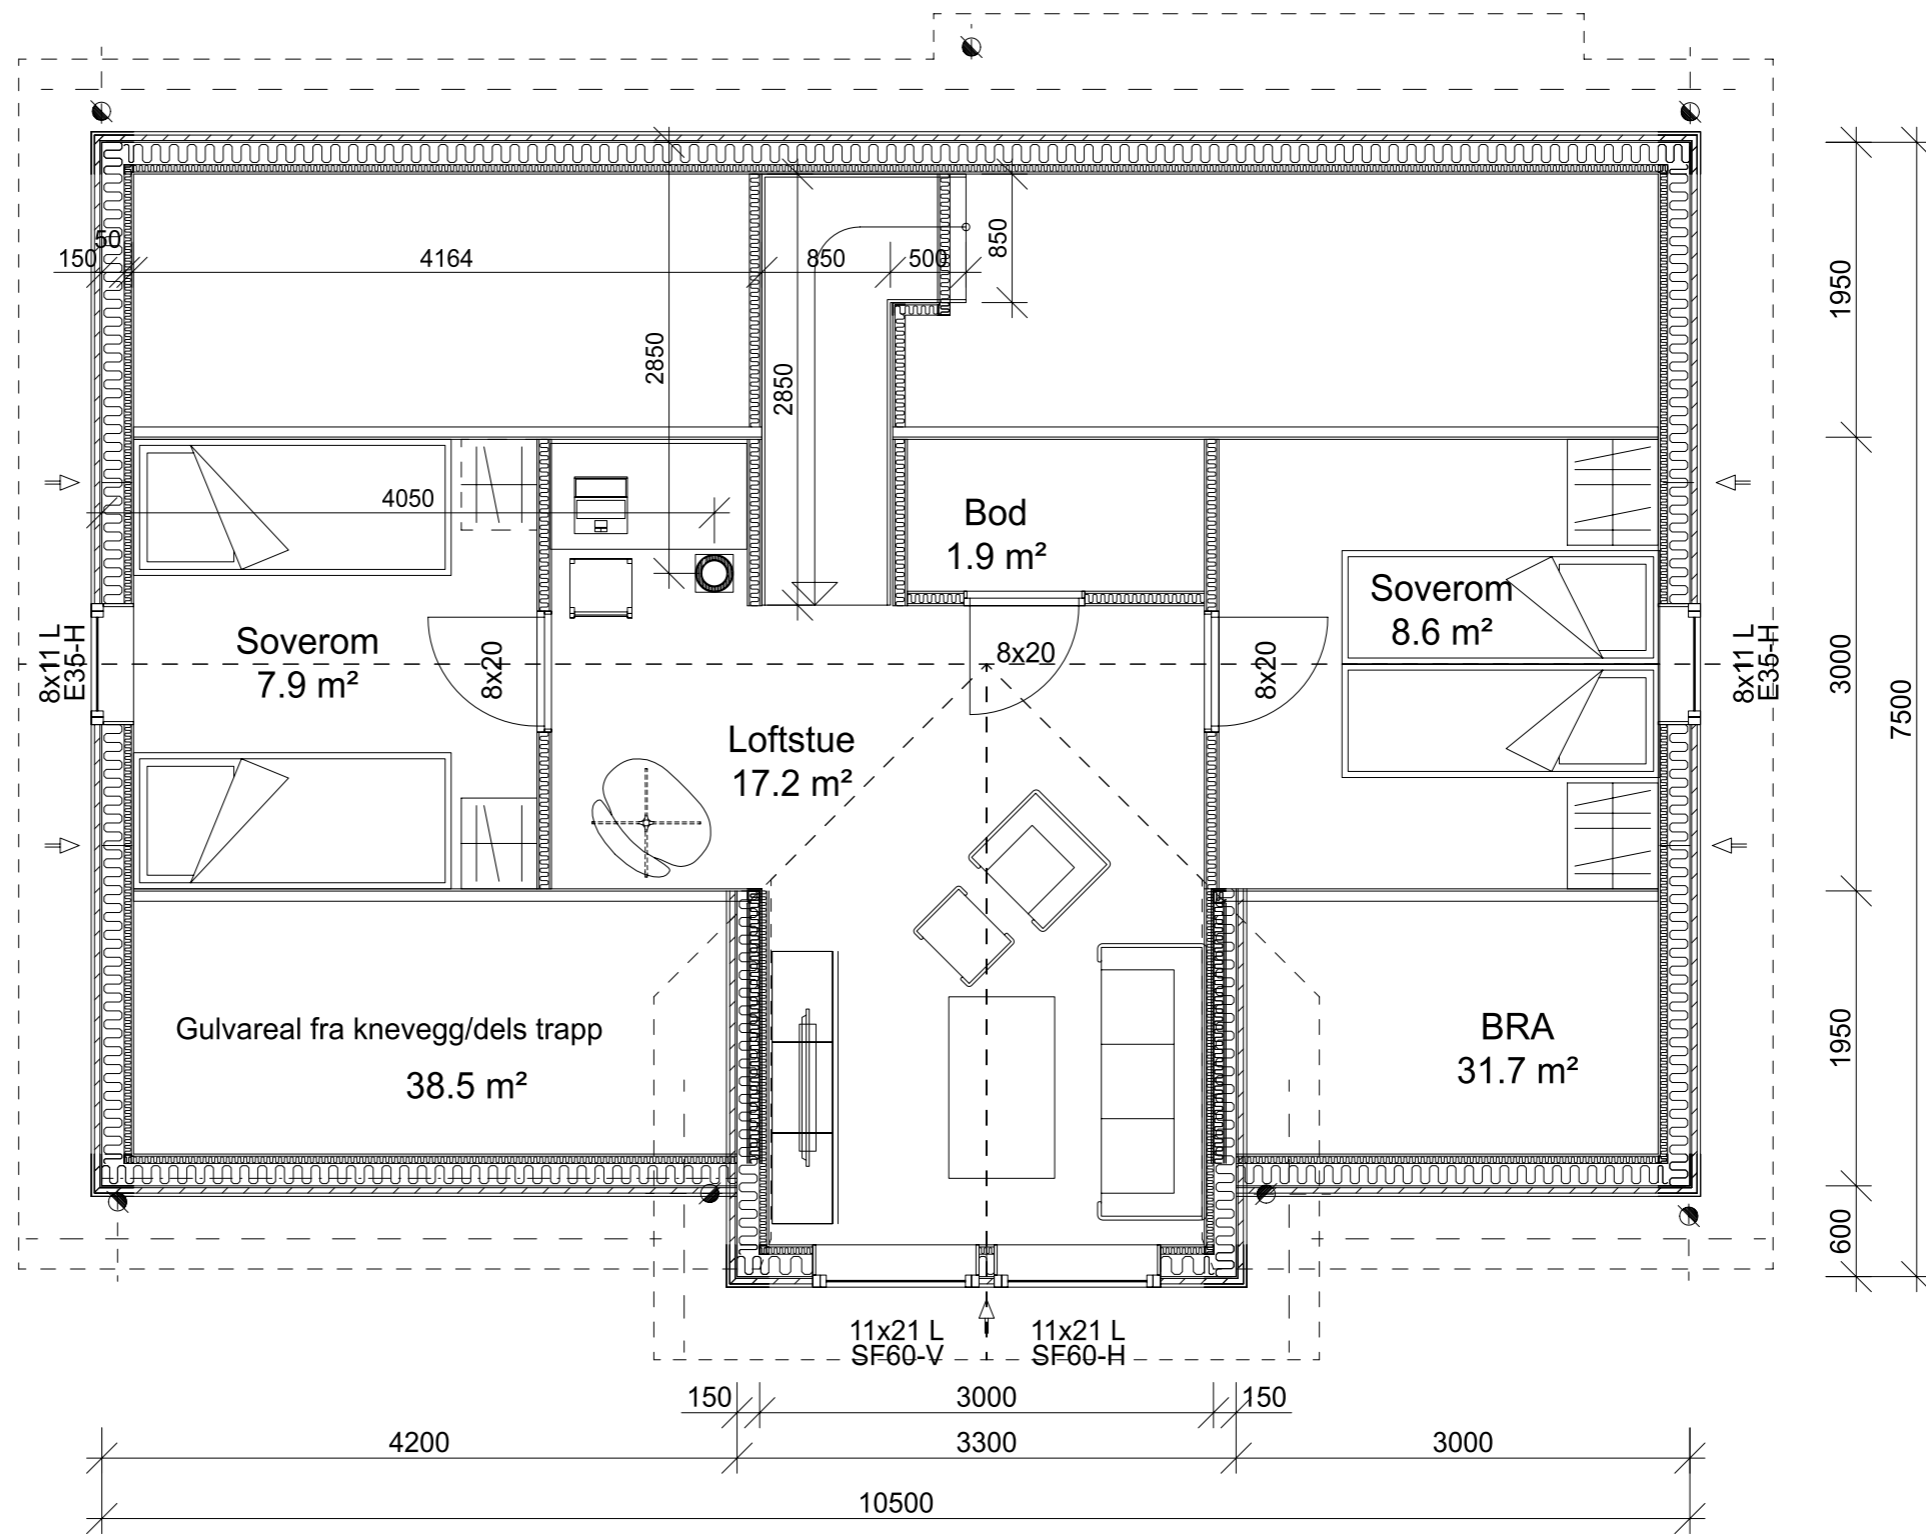 50
150
4164
850
500
850
2850
2850
1950
4050
Bod
1.9 m²
Soverom
8.6 m²
Soverom
7.9 m²
8x11 L
E35-H
8x20
8x20
8x20
8x11 L
E35-H
3000
7500
Loftstue
17.2 m²
Gulvareal fra knevegg/dels trapp
38.5 m²
BRA
31.7 m²
1950
600
11x21 L
SF60-V
11x21 L
SF60-H
150
3000
150
4200
3300
3000
10500